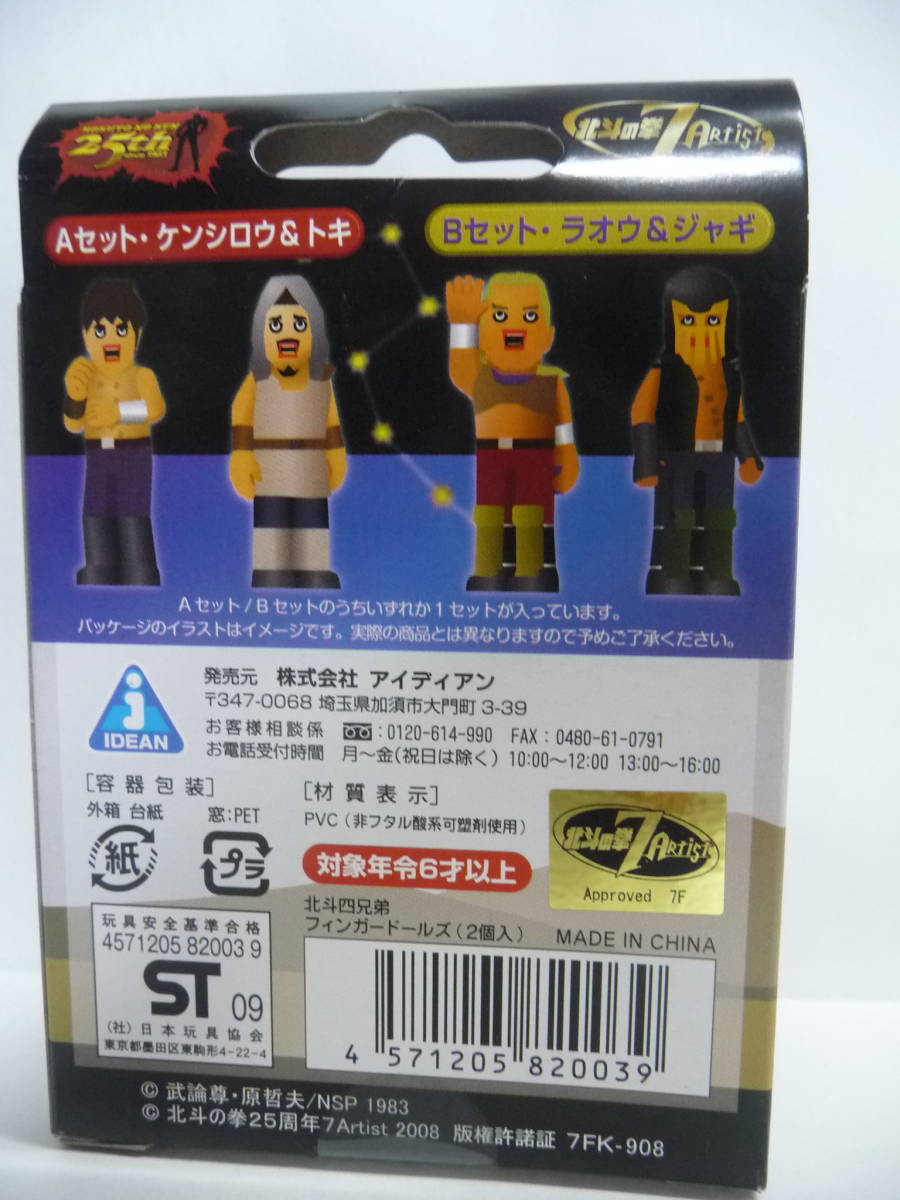 HOKUTO NO KEN
25th
since 1983
北斗の拳 7 Artist
Aセット・ケンシロウ&トキ
Bセット・ラオウ&ジャギ
Aセット/Bセットのうちいずれか1セットが入っています。
パッケージのイラストはイメージです。実際の商品とは異なりますので予めご了承ください。
i
IDEAN
発売元 株式会社 アイディアン
〒347-0068 埼玉県加須市大門町 3-39
お客様相談係 :0120-614-990 FAX:0480-61-0791
お電話受付時間 月〜金(祝日は除く) 10:00〜12:00 13:00〜16:00
[容器包装]
外箱 台紙 窓:PET
紙 プラ
[材質表示]
PVC(非フタル酸系可塑剤使用)
対象年令6才以上
北斗の拳 7 Artist
Approved 7F
北斗四兄弟
フィンガードールズ(2個入) MADE IN CHINA
玩具安全基準合格
4571205 82003 9
ST 09
(社)日本玩具協会
東京都墨田区東駒形4-22-4
4 571205 820039
© 武論尊・原哲夫/NSP 1983
© 北斗の拳25周年7Artist 2008 版権許諾証 7FK-908